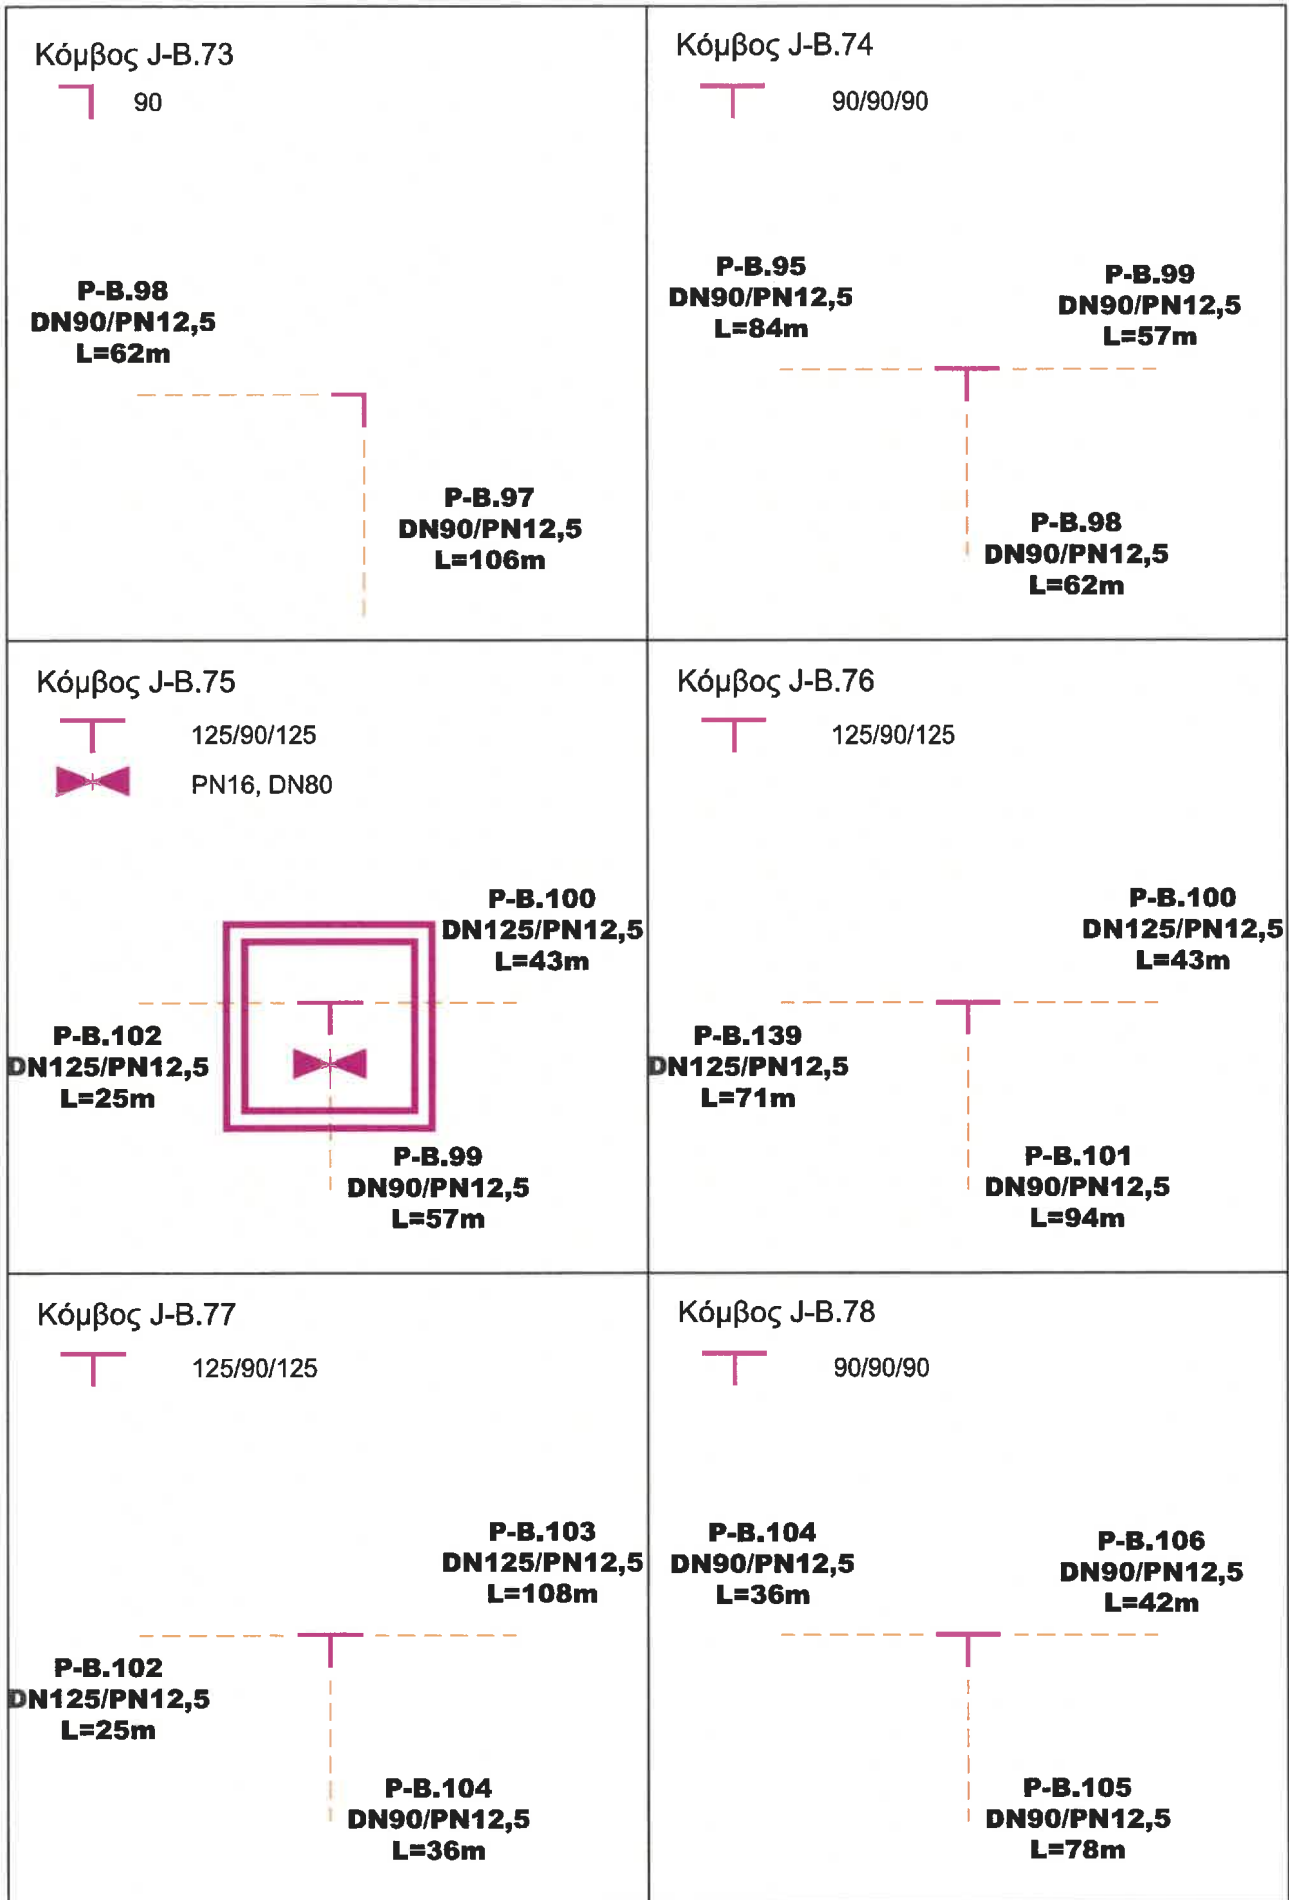 Κόμβος J-B.73
90
P-B.98
DN90/PN12,5
L=62m
P-B.97
DN90/PN12,5
L=106m
Κόμβος J-B.74
90/90/90
P-B.95
DN90/PN12,5
L=84m
P-B.99
DN90/PN12,5
L=57m
P-B.98
DN90/PN12,5
L=62m
Κόμβος J-B.75
125/90/125
PN16, DN80
P-B.100
DN125/PN12,5
L=43m
P-B.102
DN125/PN12,5
L=25m
P-B.99
DN90/PN12,5
L=57m
Κόμβος J-B.76
125/90/125
P-B.100
DN125/PN12,5
L=43m
P-B.139
DN125/PN12,5
L=71m
P-B.101
DN90/PN12,5
L=94m
Κόμβος J-B.77
125/90/125
P-B.103
DN125/PN12,5
L=108m
P-B.102
DN125/PN12,5
L=25m
P-B.104
DN90/PN12,5
L=36m
Κόμβος J-B.78
90/90/90
P-B.104
DN90/PN12,5
L=36m
P-B.106
DN90/PN12,5
L=42m
P-B.105
DN90/PN12,5
L=78m